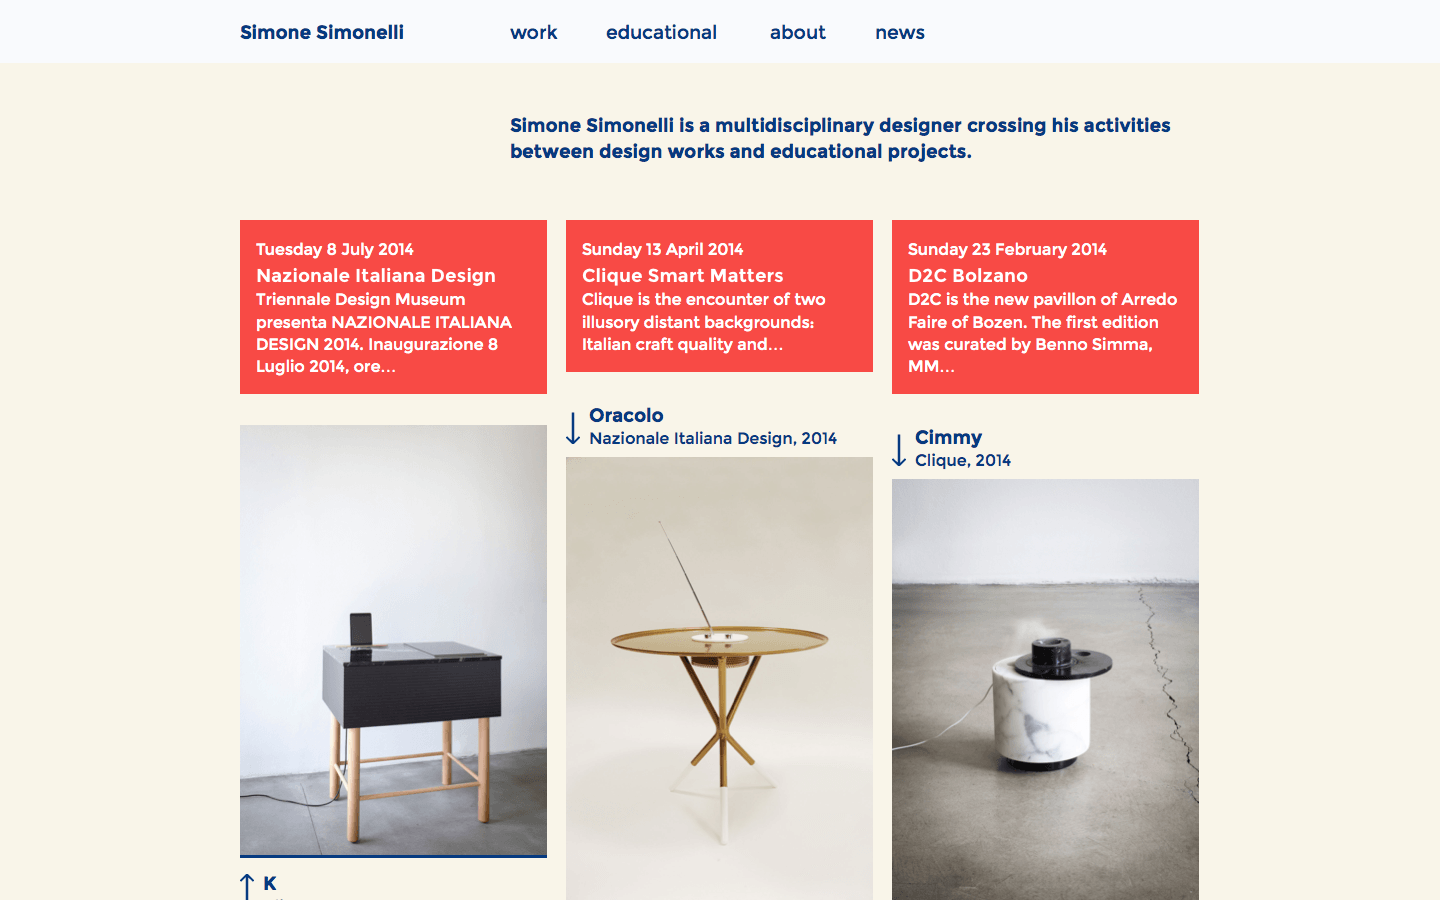 Simone Simonelli
work
educational
about
news
Simone Simonelli is a multidisciplinary designer crossing his activities
between design works and educational projects.
Tuesday 8 July 2014
Nazionale Italiana Design
Triennale Design Museum
presenta NAZIONALE ITALIANA
DESIGN 2014. Inaugurazione 8
Luglio 2014, ore…
Sunday 13 April 2014
Clique Smart Matters
Clique is the encounter of two
illusory distant backgrounds:
Italian craft quality and…
Sunday 23 February 2014
D2C Bolzano
D2C is the new pavillon of Arredo
Faire of Bozen. The first edition
was curated by Benno Simma,
MM…
Oracolo
Nazionale Italiana Design, 2014
Cimmy
Clique, 2014
K